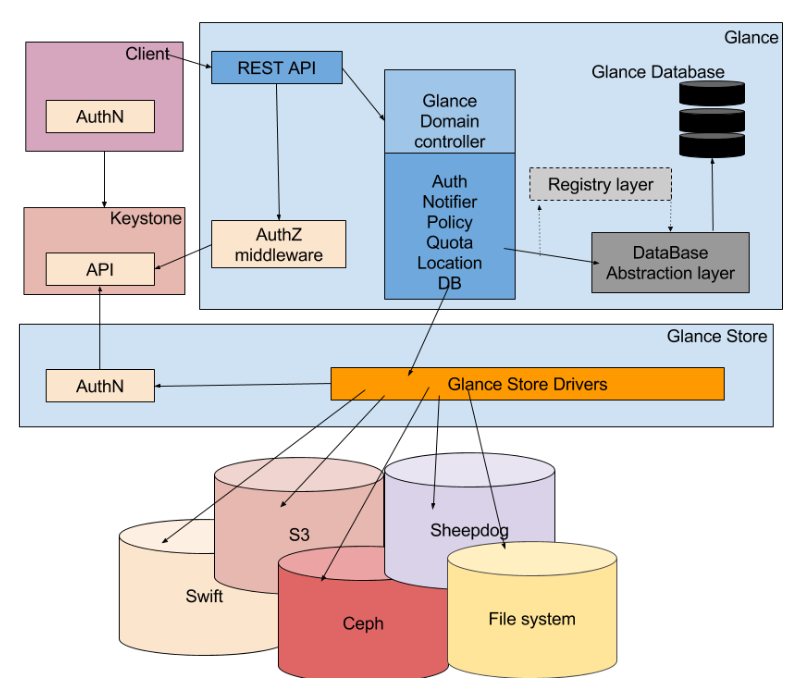 Client
AuthN
Keystone
API
Glance
REST API
AuthZ
middleware
Glance
Domain
controller
Auth
Notifier
Policy
Quota
Location
DB
Glance Database
Registry layer
DataBase
Abstraction layer
Glance Store
AuthN
Glance Store Drivers
Swift
S3
Ceph
Sheepdog
File system